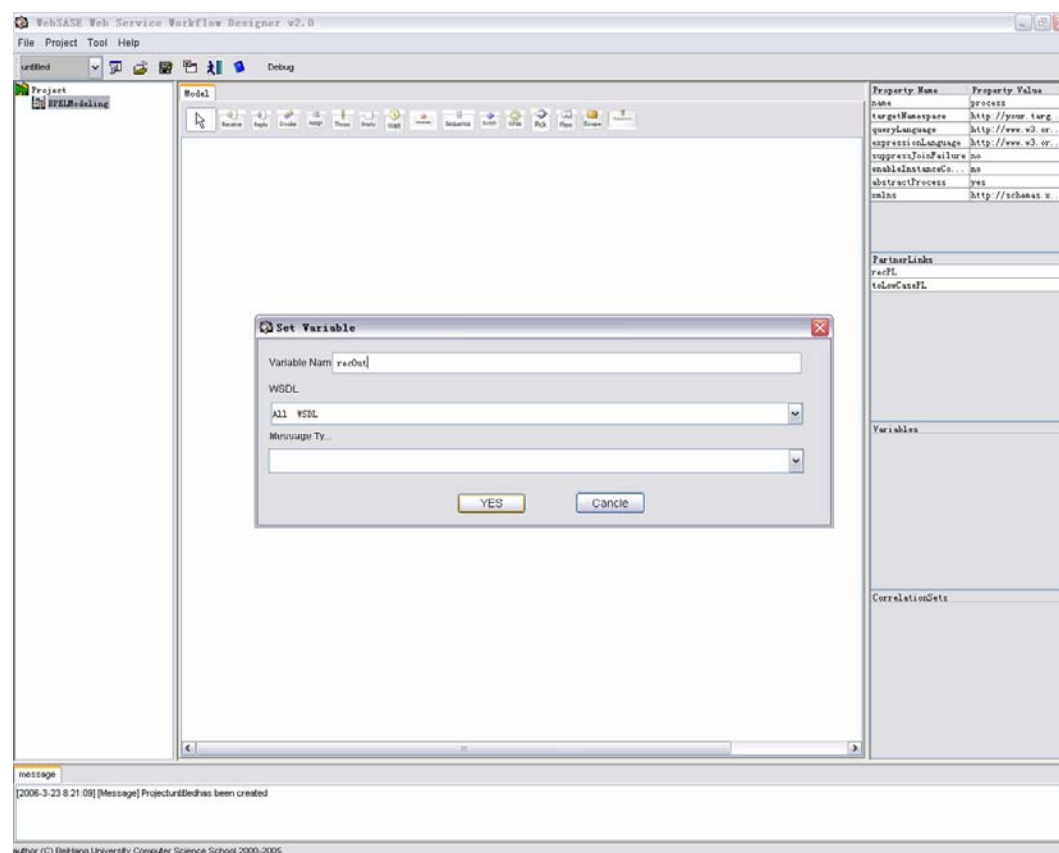 WebSASE Web Service Workflow Designer v2.0
File Project Tool Help
untitled Debug
Project
BPELModeling
Model
Receive Reply Invoke Assign Throw Empty Wait Sequence Switch While Pick Flow Scope
Property Name Property Value
name process
targetNamespace http://your.targ...
queryLanguage http://www.w3.or...
expressionLanguage http://www.w3.or...
suppressJoinFailure no
enableInstanceCo... no
abstractProcess yes
xmlns http://schemas.x...
PartnerLinks
recPL
toLowCasePL
Set Variable
Variable Nam recOut
WSDL
All WSDL
Message Ty...
YES Cancle
Variables
CorrelationSets
message
[2006-3-23 8:21:09] [Message] Projectuntitledhas been created
author (C) BeiHang University Computer Science School 2000-2005